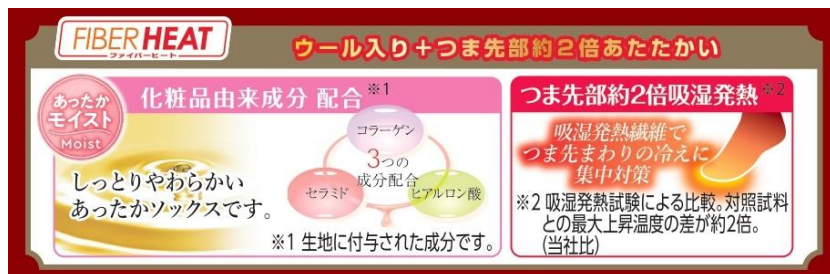 FIBER HEAT
ファイバーヒート
ウール入り+つま先部約2倍あたたかい
あったか
モイスト
Moist
化粧品由来成分 配合※1
しっとりやわらかい
あったかソックスです。
コラーゲン
3つの
成分配合
セラミド
ヒアルロン酸
※1 生地に付与された成分です。
つま先部約2倍吸湿発熱※2
吸湿発熱繊維で
つま先まわりの冷えに
集中対策
※2 吸湿発熱試験による比較。対照試料
との最大上昇温度の差が約2倍。
(当社比)